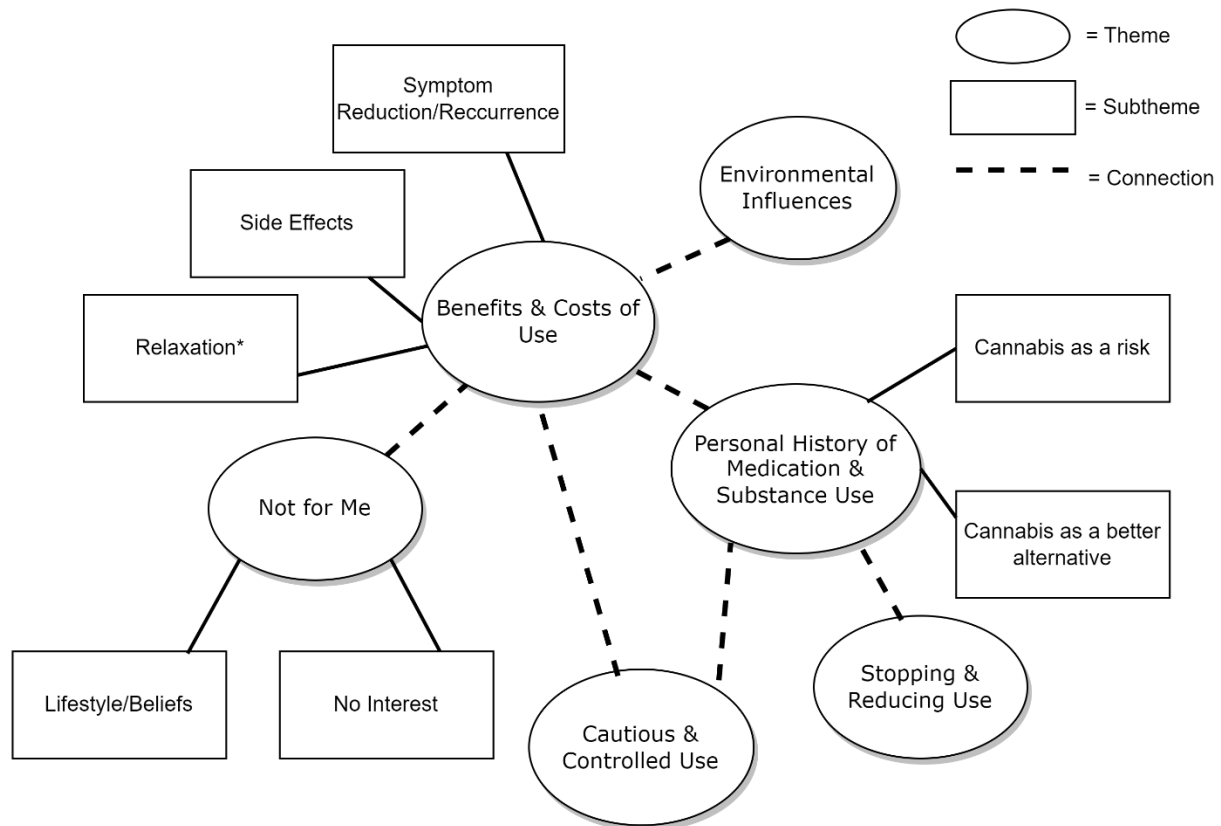 Symptom
Reduction/Reccurrence
= Theme
= Subtheme
= Connection
Environmental
Influences
Side Effects
Relaxation*
Benefits & Costs of
Use
Cannabis as a risk
Personal History of
Medication &
Substance Use
Not for Me
Cannabis as a better
alternative
Lifestyle/Beliefs
No Interest
Cautious &
Controlled Use
Stopping &
Reducing Use